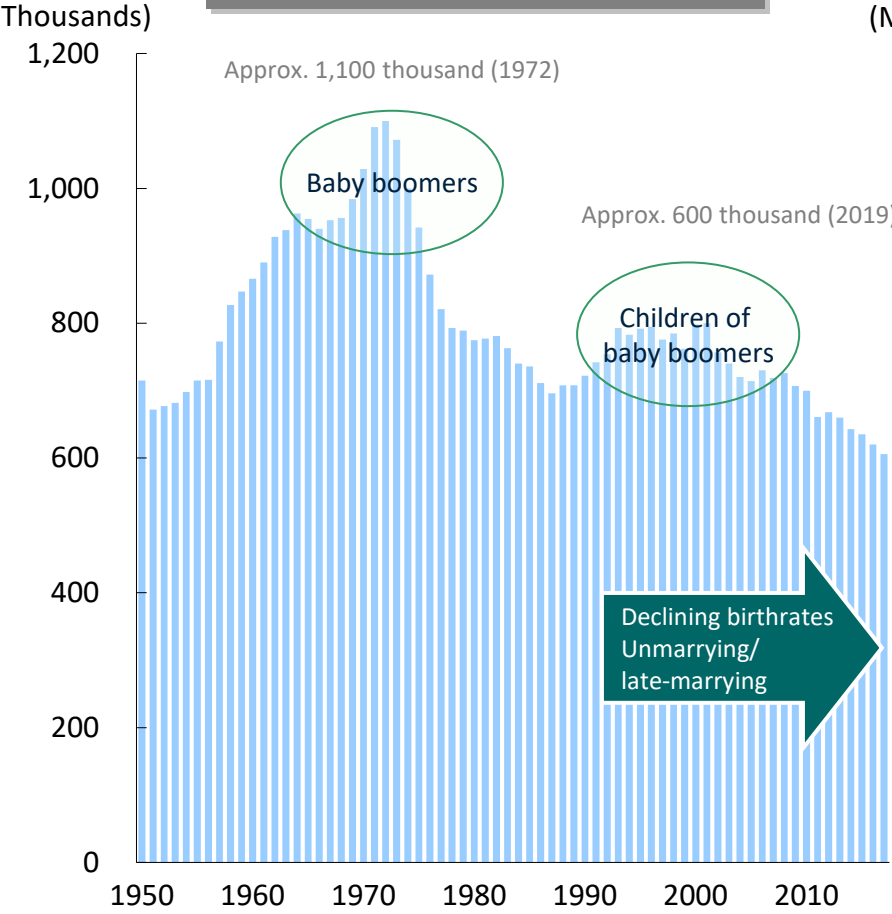 Thousands)
(N
1,200
Approx. 1,100 thousand (1972)
Baby boomers
1,000
Approx. 600 thousand (2019)
800
Children of
baby boomers
600
400
Declining birthrates
Unmarrying/
late-marrying
200
0
1950 1960 1970 1980 1990 2000 2010